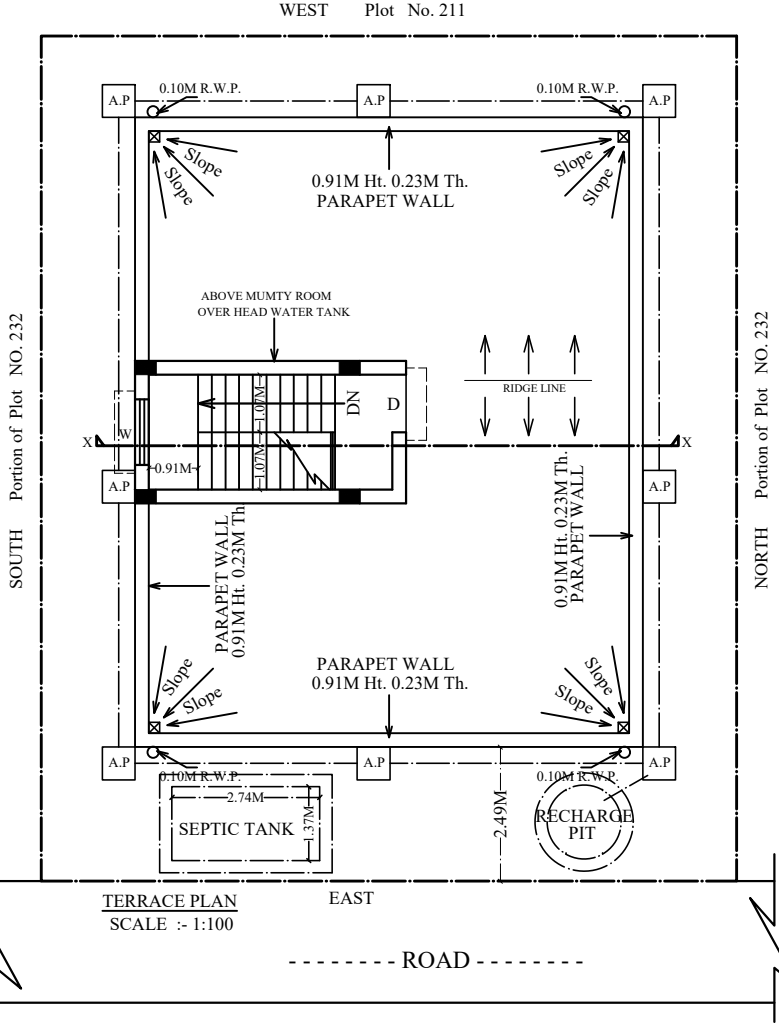 WEST Plot No. 211
A.P
0.10M R.W.P.
A.P
0.10M R.W.P.
A.P
Slope
Slope
0.91M Ht. 0.23M Th.
PARAPET WALL
Slope
Slope
ABOVE MUMTY ROOM
OVER HEAD WATER TANK
SOUTH Portion of Plot NO. 232
NORTH Portion of Plot NO. 232
RIDGE LINE
1.07M
DN
D
X
W
X
0.91M
1.07M
A.P
A.P
PARAPET WALL
0.91M Ht. 0.23M Th
0.91M Ht. 0.23M Th.
PARAPET WALL
Slope
Slope
PARAPET WALL
0.91M Ht. 0.23M Th.
Slope
Slope
A.P
0.10M R.W.P.
A.P
0.10M R.W.P.
A.P
2.74M
SEPTIC TANK
1.37M
2.49M
RECHARGE
PIT
TERRACE PLAN
SCALE :- 1:100
EAST
- - - - - - - - ROAD - - - - - - - -